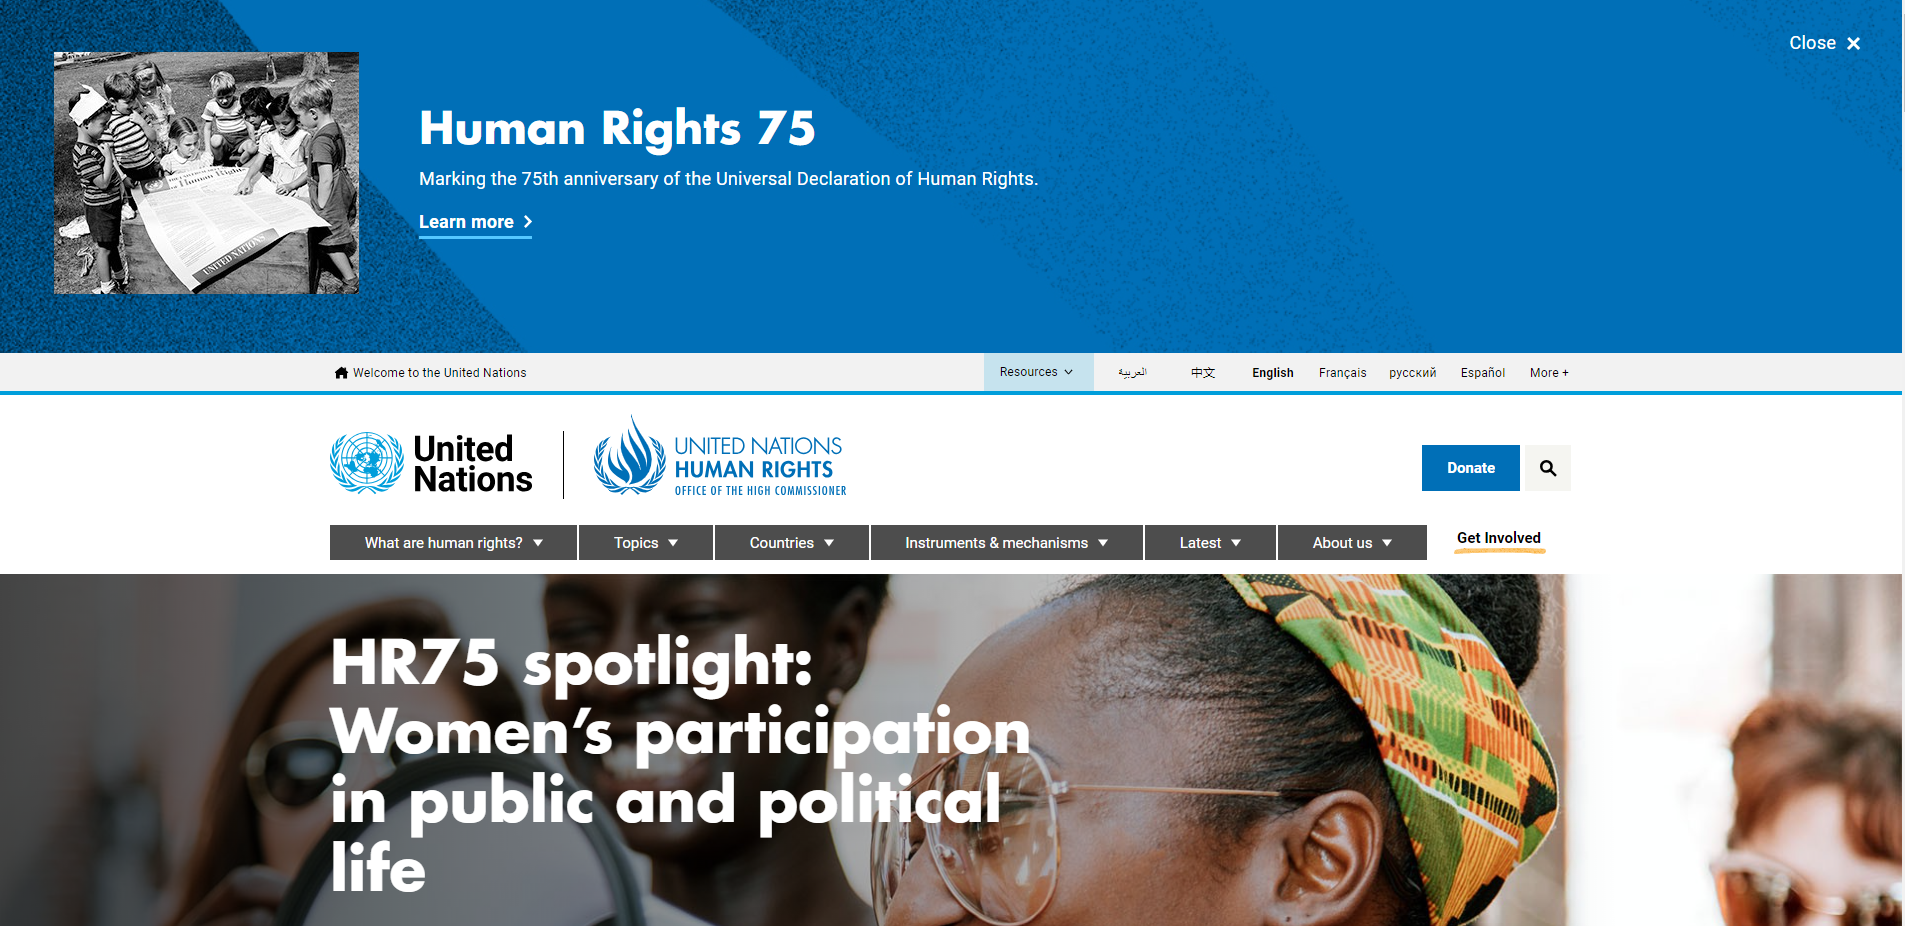 Close
Human Rights 75
Marking the 75th anniversary of the Universal Declaration of Human Rights.
Learn more
UNITED NATIONS
Welcome to the United Nations
Resources
العربية
中文
English
Français
русский
Español
More +
United
Nations
UNITED NATIONS
HUMAN RIGHTS
OFFICE OF THE HIGH COMMISSIONER
Donate
What are human rights?
Topics
Countries
Instruments & mechanisms
Latest
About us
Get Involved
HR75 spotlight:
Women’s participation
in public and political
life